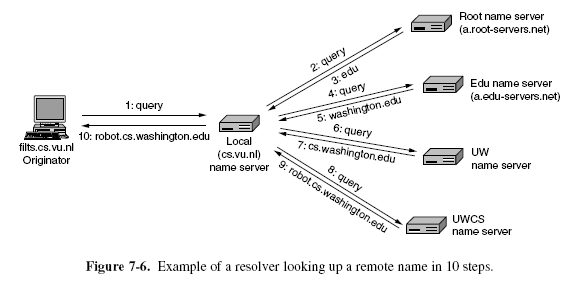 Root name server
(a.root-servers.net)
2: query
3: edu
4: query
5: washington.edu
Edu name server
(a.edu-servers.net)
1: query
10: robot.cs.washington.edu
filts.cs.vu.nl
Originator
Local
(cs.vu.nl)
name server
6: query
7: cs.washington.edu
UW
name server
8: query
9: robot.cs.washington.edu
UWCS
name server
Figure 7-6. Example of a resolver looking up a remote name in 10 steps.